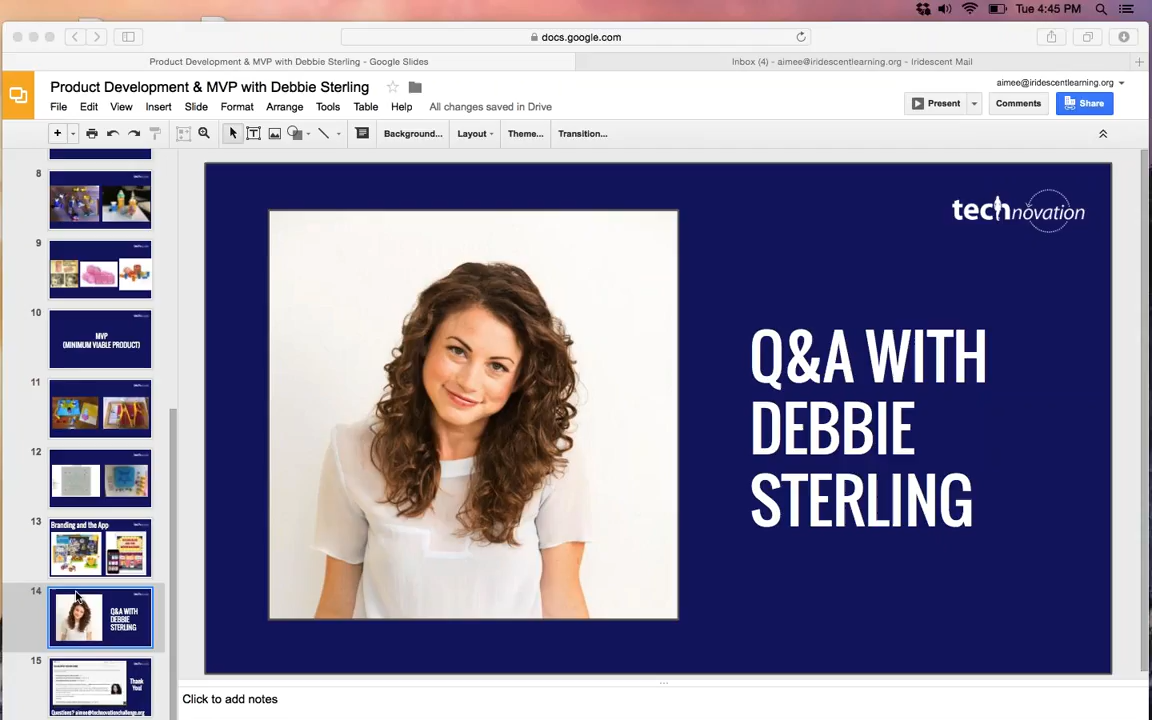 Tue 4:45 PM
docs.google.com
Product Development & MVP with Debbie Sterling - Google Slides
Inbox (4) - aimee@iridescentlearning.org - Iridescent Mail
Product Development & MVP with Debbie Sterling
aimee@iridescentlearning.org
File Edit View Insert Slide Format Arrange Tools Table Help All changes saved in Drive
Present Comments Share
Background... Layout Theme... Transition...
8
9
10
MVP
(MINIMUM VIABLE PRODUCT)
11
12
13
Branding and the App
14
Q&A WITH
DEBBIE
STERLING
15
Thank
You!
Questions? aimee@technovationchallenge.org
technovation
Q&A WITH
DEBBIE
STERLING
Click to add notes